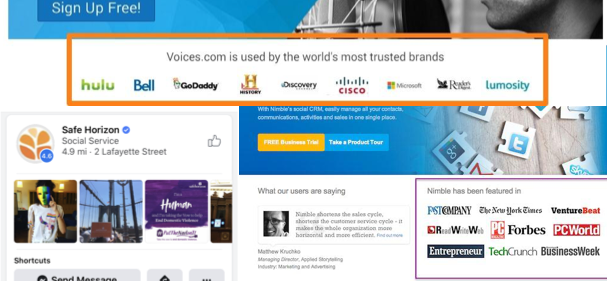 Sign Up Free!
Voices.com is used by the world's most trusted brands
hulu Bell GoDaddy HISTORY Discovery CISCO Microsoft Reader's Digest lumosity
Safe Horizon
Social Service
4.9 mi · 2 Lafayette Street
4.6
Human
Shortcuts
Send Message
With Nimble's social CRM, easily manage all your contacts,
communications, activities and sales in one single place.
FREE Business Trial Take a Product Tour
What our users are saying
Nimble shortens the sales cycle,
shortens the customer service cycle - it
makes the whole organization more
horizontal and more efficient. Find out more
Matthew Kruchko
Managing Director, Applied Storytelling
Industry: Marketing and Advertising
Nimble has been featured in
FAST COMPANY The New York Times VentureBeat
ReadWriteWeb PC Forbes PCWorld
Entrepreneur TechCrunch BusinessWeek